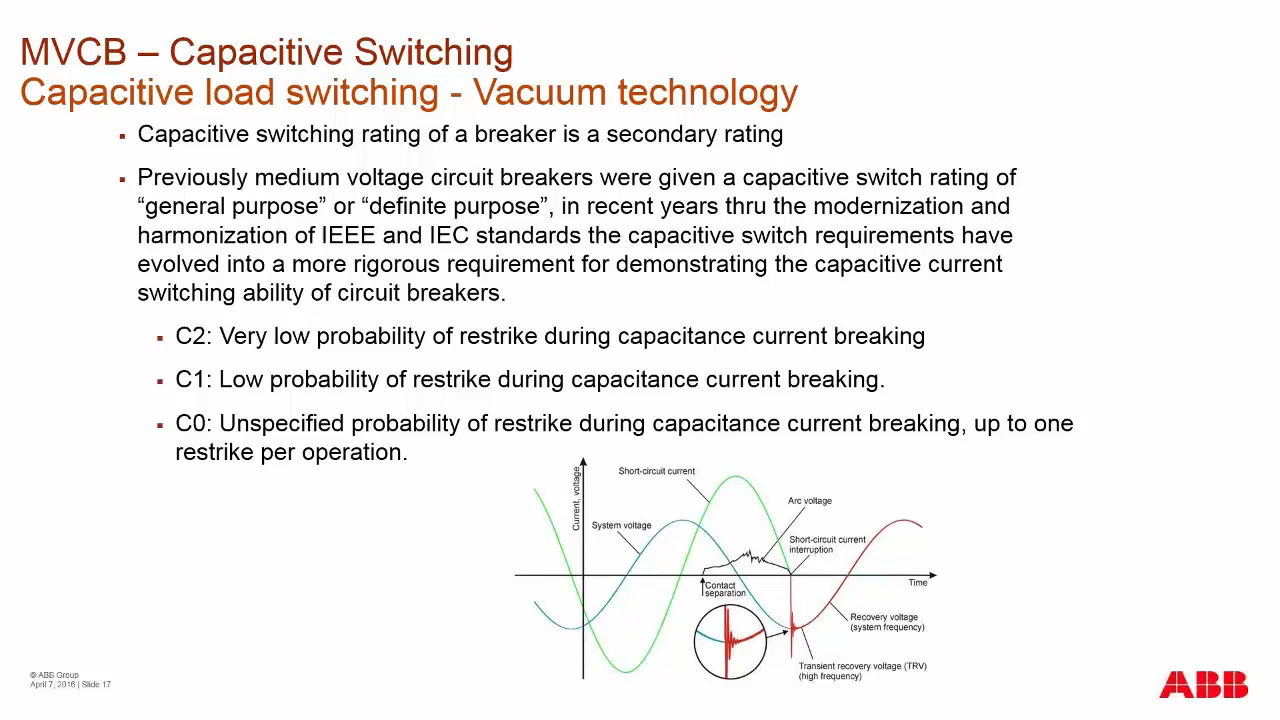 MVCB – Capacitive Switching
Capacitive load switching - Vacuum technology
▪ Capacitive switching rating of a breaker is a secondary rating
▪ Previously medium voltage circuit breakers were given a capacitive switch rating of
“general purpose” or “definite purpose”, in recent years thru the modernization and
harmonization of IEEE and IEC standards the capacitive switch requirements have
evolved into a more rigorous requirement for demonstrating the capacitive current
switching ability of circuit breakers.
▪ C2: Very low probability of restrike during capacitance current breaking
▪ C1: Low probability of restrike during capacitance current breaking.
▪ C0: Unspecified probability of restrike during capacitance current breaking, up to one
restrike per operation.
Current, voltage
Short-circuit current
System voltage
Arc voltage
Short-circuit current
interruption
Time
Contact
separation
Recovery voltage
(system frequency)
Transient recovery voltage (TRV)
(high frequency)
© ABB Group
April 7, 2016 | Slide 17
ABB